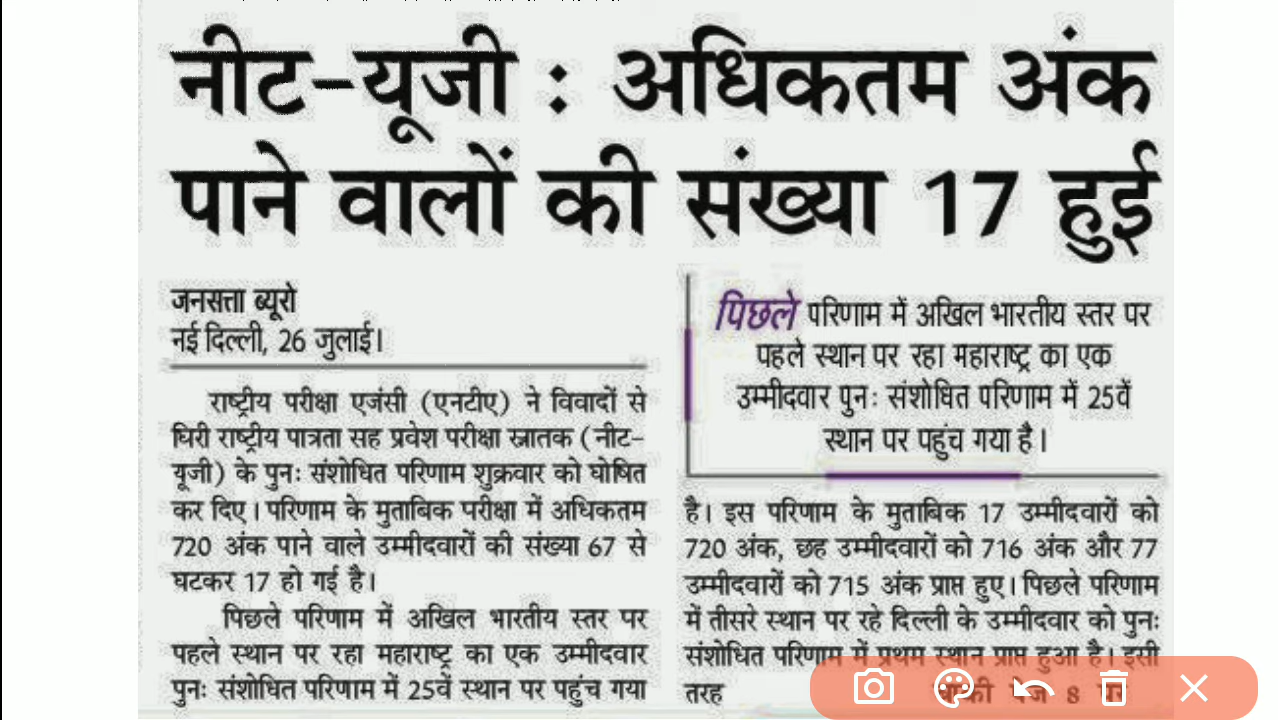 नीट-यूजी : अधिकतम अंक
पाने वालों की संख्या 17 हुई
जनसत्ता ब्यूरो
नई दिल्ली, 26 जुलाई।
राष्ट्रीय परीक्षा एजंसी (एनटीए) ने विवादों से
घिरी राष्ट्रीय पात्रता सह प्रवेश परीक्षा स्नातक (नीट-
यूजी) के पुनः संशोधित परिणाम शुक्रवार को घोषित
कर दिए। परिणाम के मुताबिक परीक्षा में अधिकतम
720 अंक पाने वाले उम्मीदवारों की संख्या 67 से
घटकर 17 हो गई है।
पिछले परिणाम में अखिल भारतीय स्तर पर
पहले स्थान पर रहा महाराष्ट्र का एक उम्मीदवार
पुनः संशोधित परिणाम में 25वें स्थान पर पहुंच गया
पिछले परिणाम में अखिल भारतीय स्तर पर
पहले स्थान पर रहा महाराष्ट्र का एक
उम्मीदवार पुनः संशोधित परिणाम में 25वें
स्थान पर पहुंच गया है।
है। इस परिणाम के मुताबिक 17 उम्मीदवारों को
720 अंक, छह उम्मीदवारों को 716 अंक और 77
उम्मीदवारों को 715 अंक प्राप्त हुए। पिछले परिणाम
में तीसरे स्थान पर रहे दिल्ली के उम्मीदवार को पुनः
संशोधित परिणाम में प्रथम स्थान प्राप्त हुआ है। इसी
तरह बाकी पेज 8 पर